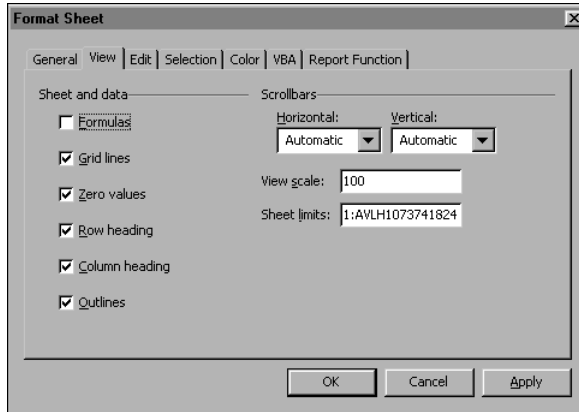 Format Sheet
General View Edit Selection Color VBA Report Function
Sheet and data
Formulas
Grid lines
Zero values
Row heading
Column heading
Outlines
Scrollbars
Horizontal: Vertical:
Automatic Automatic
View scale: 100
Sheet limits: 1:AVLH1073741824
OK Cancel Apply